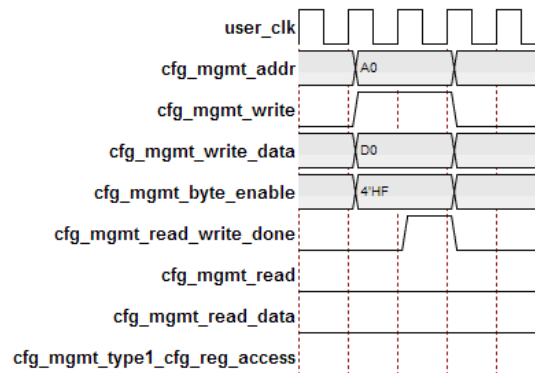 user_clk
cfg_mgmt_addr A0
cfg_mgmt_write
cfg_mgmt_write_data D0
cfg_mgmt_byte_enable 4'HF
cfg_mgmt_read_write_done
cfg_mgmt_read
cfg_mgmt_read_data
cfg_mgmt_type1_cfg_reg_access